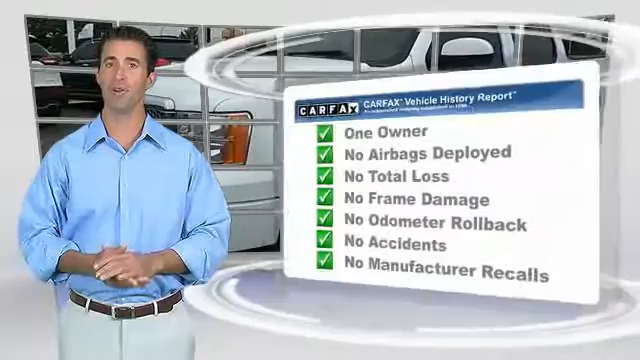 CARFAX
CARFAX Vehicle History Report™
One Owner
No Airbags Deployed
No Total Loss
No Frame Damage
No Odometer Rollback
No Accidents
No Manufacturer Recalls